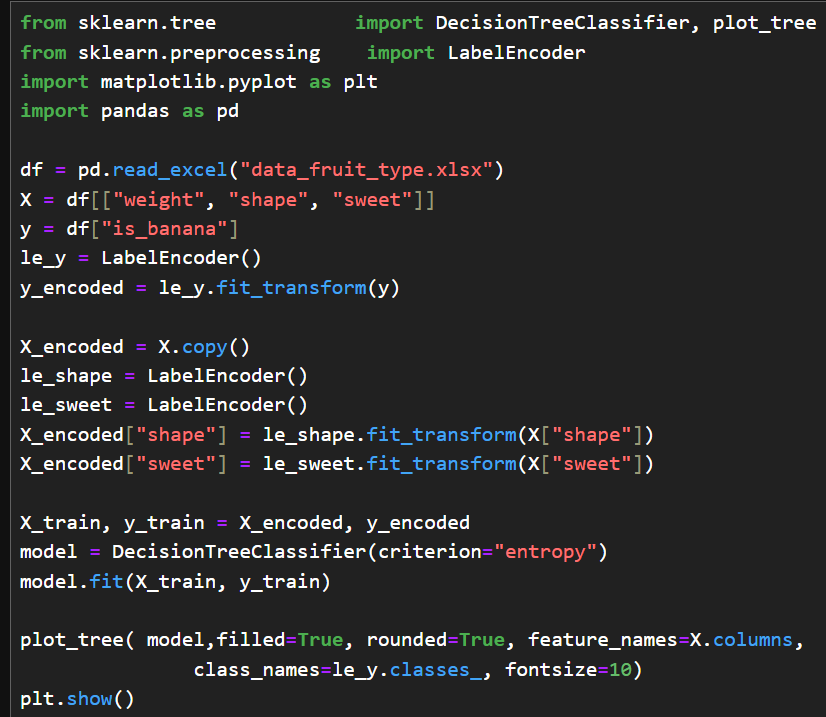 from sklearn.tree            import DecisionTreeClassifier, plot_tree
from sklearn.preprocessing    import LabelEncoder
import matplotlib.pyplot as plt
import pandas as pd

df = pd.read_excel("data_fruit_type.xlsx")
X = df[["weight", "shape", "sweet"]]
y = df["is_banana"]
le_y = LabelEncoder()
y_encoded = le_y.fit_transform(y)

X_encoded = X.copy()
le_shape = LabelEncoder()
le_sweet = LabelEncoder()
X_encoded["shape"] = le_shape.fit_transform(X["shape"])
X_encoded["sweet"] = le_sweet.fit_transform(X["sweet"])

X_train, y_train = X_encoded, y_encoded
model = DecisionTreeClassifier(criterion="entropy")
model.fit(X_train, y_train)

plot_tree( model,filled=True, rounded=True, feature_names=X.columns,
               class_names=le_y.classes_, fontsize=10)
plt.show()